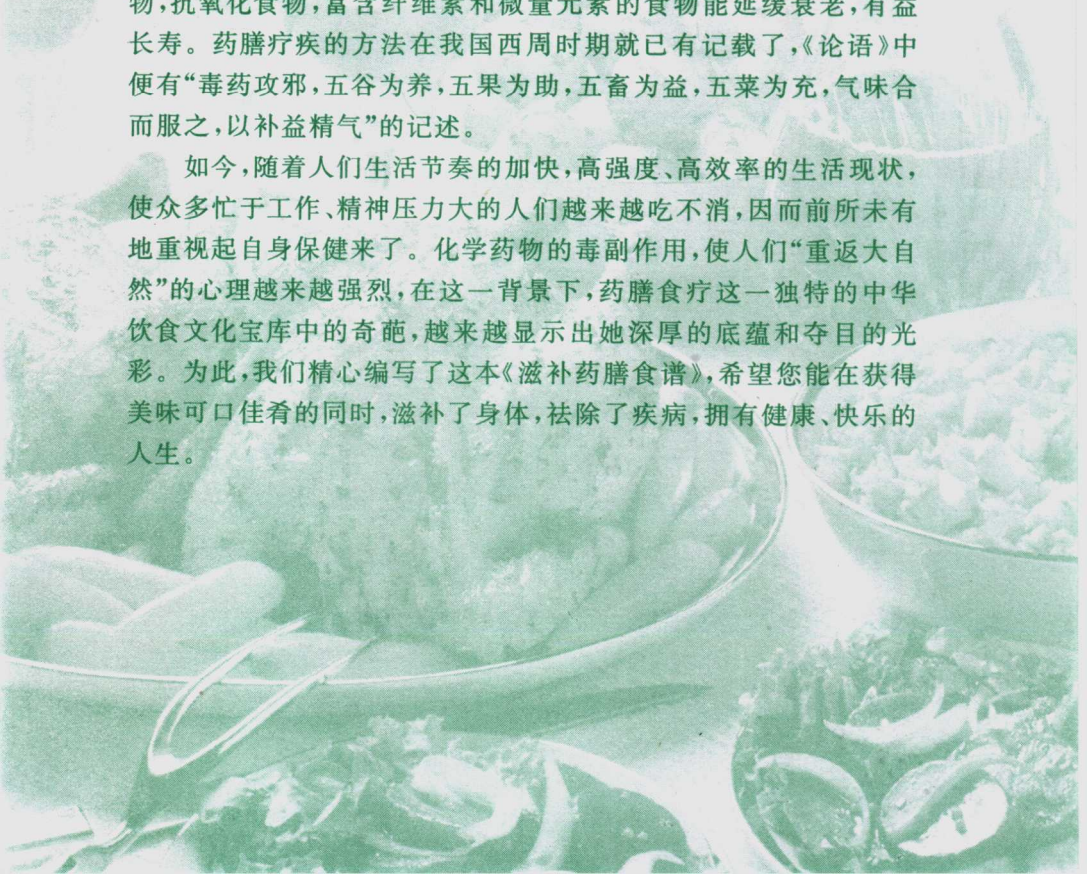 物,抗氧化食物,富含纤维素和微量元素的食物能延缓衰老,有益
长寿。药膳疗疾的方法在我国西周时期就已有记载了,《论语》中
便有“毒药攻邪,五谷为养,五果为助,五畜为益,五菜为充,气味合
而服之,以补益精气”的记述。
如今,随着人们生活节奏的加快,高强度、高效率的生活现状,
使众多忙于工作、精神压力大的人们越来越吃不消,因而前所未有
地重视起自身保健来了。化学药物的毒副作用,使人们“重返大自
然”的心理越来越强烈,在这一背景下,药膳食疗这一独特的中华
饮食文化宝库中的奇葩,越来越显示出她深厚的底蕴和夺目的光
彩。为此,我们精心编写了这本《滋补药膳食谱》,希望您能在获得
美味可口佳肴的同时,滋补了身体,祛除了疾病,拥有健康、快乐的
人生。